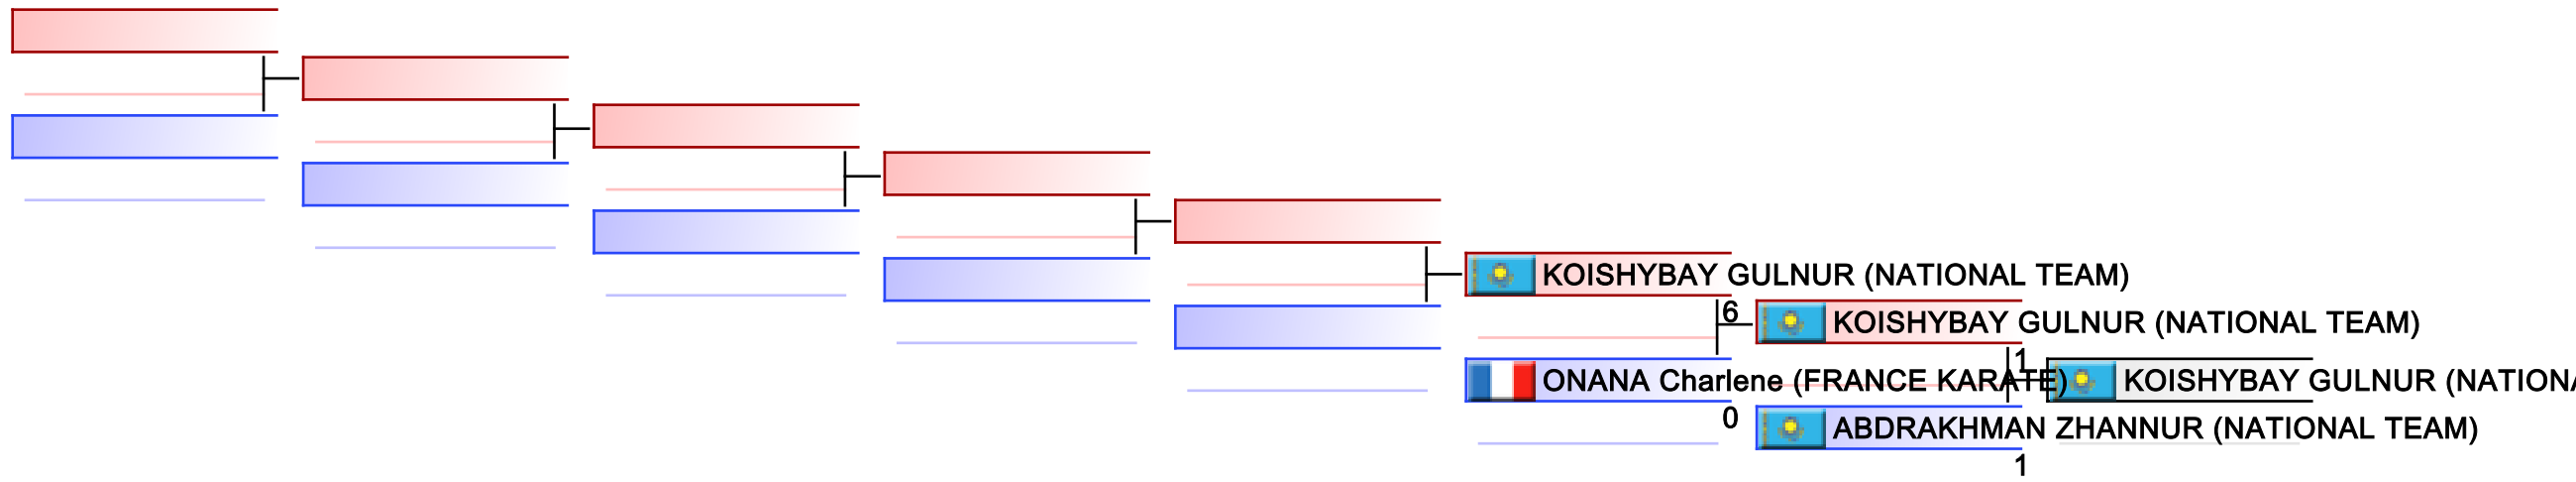 KOISHYBAY GULNUR (NATIONAL TEAM)
6
KOISHYBAY GULNUR (NATIONAL TEAM)
1
ONANA Charlene (FRANCE KARATE)
KOISHYBAY GULNUR (NATIONA
0
ABDRAKHMAN ZHANNUR (NATIONAL TEAM)
1